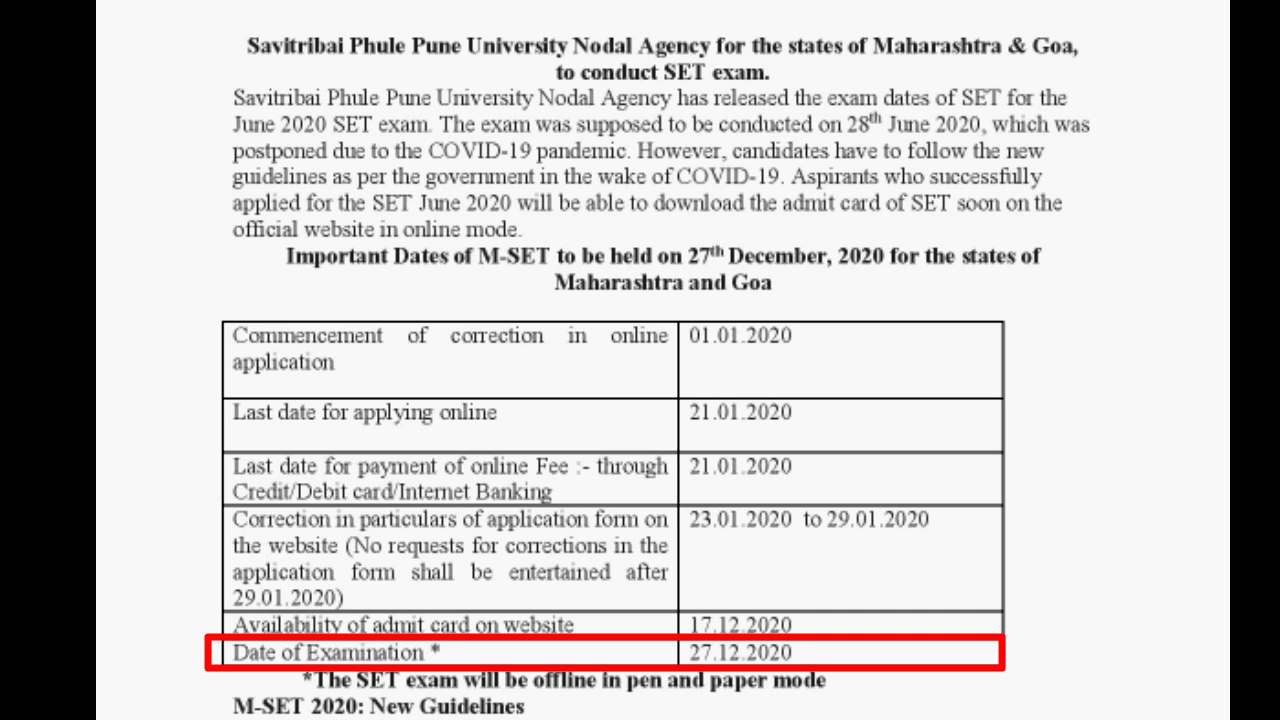 Savitribai Phule Pune University Nodal Agency for the states of Maharashtra & Goa,
to conduct SET exam.
Savitribai Phule Pune University Nodal Agency has released the exam dates of SET for the
June 2020 SET exam. The exam was supposed to be conducted on 28th June 2020, which was
postponed due to the COVID-19 pandemic. However, candidates have to follow the new
guidelines as per the government in the wake of COVID-19. Aspirants who successfully
applied for the SET June 2020 will be able to download the admit card of SET soon on the
official website in online mode.
Important Dates of M-SET to be held on 27th December, 2020 for the states of
Maharashtra and Goa
Commencement of correction in online 01.01.2020
application
Last date for applying online 21.01.2020
Last date for payment of online Fee :- through 21.01.2020
Credit/Debit card/Internet Banking
Correction in particulars of application form on 23.01.2020 to 29.01.2020
the website (No requests for corrections in the
application form shall be entertained after
29.01.2020)
Availability of admit card on website 17.12.2020
Date of Examination * 27.12.2020
*The SET exam will be offline in pen and paper mode
M-SET 2020: New Guidelines